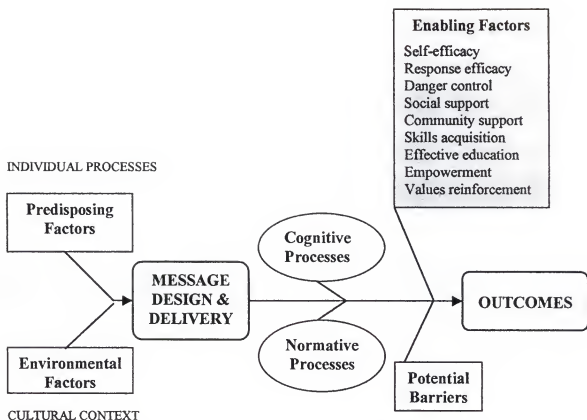 Enabling Factors
Self-efficacy
Response efficacy
Danger control
Social support
Community support
Skills acquisition
Effective education
Empowerment
Values reinforcement
INDIVIDUAL PROCESSES
Predisposing
Factors
Cognitive
Processes
MESSAGE
DESIGN &
DELIVERY
OUTCOMES
Normative
Processes
Environmental
Factors
Potential
Barriers
CULTURAL CONTEXT